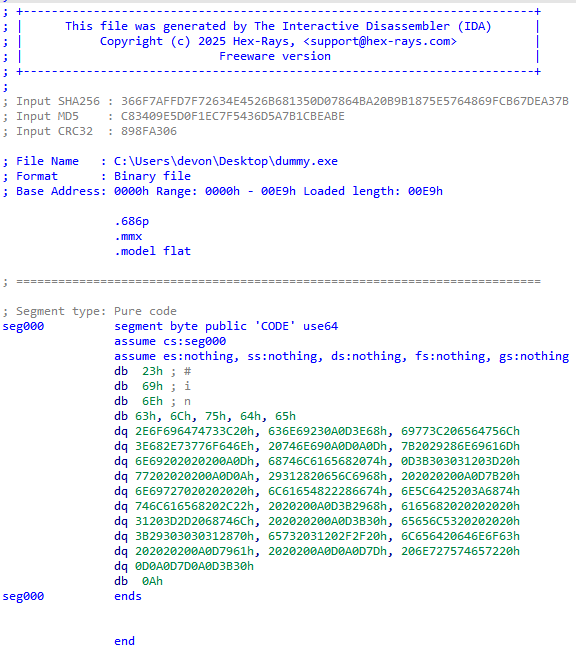 ; +-------------------------------------------------------------------------+
; | This file was generated by The Interactive Disassembler (IDA) |
; | Copyright (c) 2025 Hex-Rays, <support@hex-rays.com> |
; | Freeware version |
; +-------------------------------------------------------------------------+
;
; Input SHA256 : 366F7AFFD7F72634E4526B681350D07864BA20B9B1875E5764869FCB67DEA37B
; Input MD5    : C83409E5D0F1EC7F5436D5A7B1CBEABE
; Input CRC32  : 898FA306

; File Name   : C:\Users\devon\Desktop\dummy.exe
; Format      : Binary file
; Base Address: 0000h Range: 0000h - 00E9h Loaded length: 00E9h

.686p
.mmx
.model flat

; ===========================================================================

; Segment type: Pure code
seg000 segment byte public 'CODE' use64
assume cs:seg000
assume es:nothing, ss:nothing, ds:nothing, fs:nothing, gs:nothing
db 23h ; #
db 69h ; i
db 6Eh ; n
db 63h, 6Ch, 75h, 64h, 65h
dq 2E6F696474733C20h, 636E69230A0D3E68h, 69773C206564756Ch
dq 3E682E73776F646Eh, 20746E690A0D0A0Dh, 7B2029286E69616Dh
dq 6E69202020200A0Dh, 68746C6165682074h, 0D3B303031203D20h
dq 77202020200A0D0Ah, 29312820656C6968h, 202020200A0D7B20h
dq 6E69727020202020h, 6C61654822286674h, 6E5C6425203A6874h
dq 746C616568202C22h, 2020200A0D3B2968h, 6165682020202020h
dq 31203D2D2068746Ch, 202020200A0D3B30h, 65656C5320202020h
dq 3B29303030312870h, 65732031202F2F20h, 6C656420646E6F63h
dq 202020200A0D7961h, 2020200A0D0A0D7Dh, 206E727574657220h
dq 0D0A0D7D0A0D3B30h
db 0Ah
seg000 ends

end